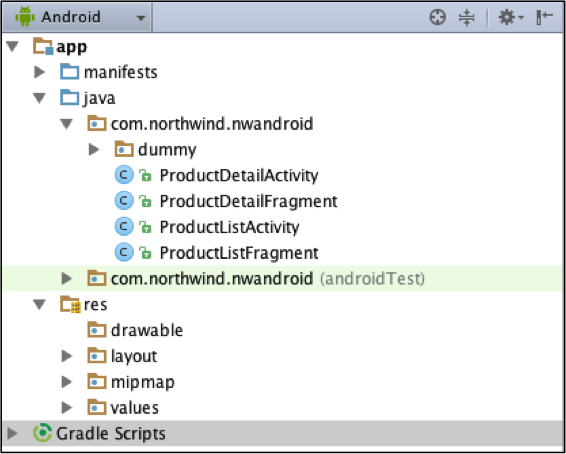 Android
app
manifests
java
com.northwind.nwandroid
dummy
ProductDetailActivity
ProductDetailFragment
ProductListActivity
ProductListFragment
com.northwind.nwandroid (androidTest)
res
drawable
layout
mipmap
values
Gradle Scripts